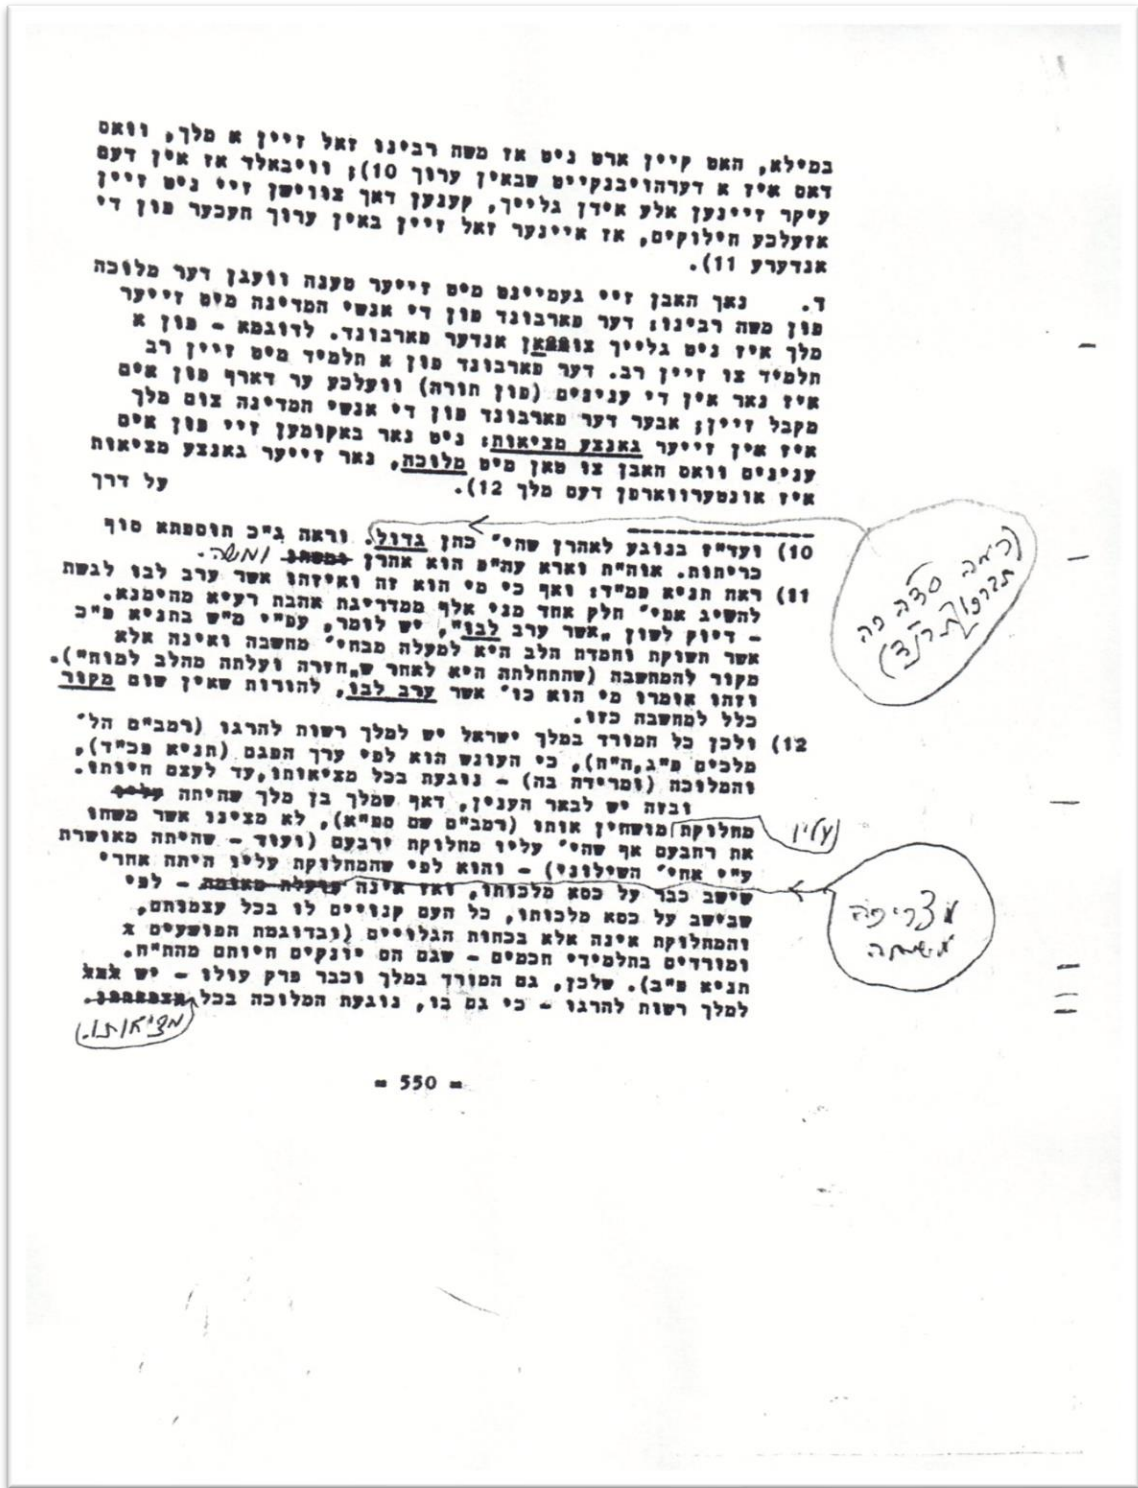 במילא, האט קיין ארט ניט אז משה רבינו זאל זיין א מלך, וואס
דאס איז א דערהויבנקייט שבאין ערוך 10); וויבאלד אז אין דעם
עיקר זיינען אלע אידן גלייך, קענען דאך צווישן זיי ניט זיין
אזעלכע חילוקים, אז איינער זאל זיין באין ערוך העכער פון די
אנדערע 11).
ד. נאך האבן זיי געמיינט מיט זייער טענה וועגן דער מלוכה
פון משה רבינו: דער פארבונד פון די אנשי המדינה מיט זייער
מלך איז ניט גלייך צו אן אנדער פארבונד. לדוגמא - פון א
תלמיד צו זיין רב. דער פארבונד פון א תלמיד מיט זיין רב
איז נאר אין די ענינים (פון תורה) וועלכע ער דארף פון אים
מקבל זיין; אבער דער פארבונד פון די אנשי המדינה צום מלך
איז אין זייער גאנצע מציאות: ניט נאר באקומען זיי פון אים
ענינים וואס האבן צו טאן מיט מלוכה, נאר זייער גאנצע מציאות
איז אונטערווארפן דעם מלך 12).
על דרך
10) ועד"ז בנוגע לאהרן שהי' כהן גדול. וראה ג"כ תוספתא סוף
כריתות. אוה"ת וארא עה"פ הוא אהרן ומשה.
11) ראה תניא פמ"ד: ואף כי מי הוא זה ואיזהו אשר ערב לבו לגשת
להשיג אפי' חלק אחד מני אלף ממדריגת אהבת רעיא מהימנא.
- דיוק לשון "אשר ערב לבו", יש לומר, עפ"י מ"ש בתניא פ"כ
אשר תשוקת וחמדת הלב היא למעלה מבחי' מחשבה ואינה אלא
מקור להמחשבה (שהתחלתה היא לאחר ש"חזרה ועלתה מהלב למוח").
וזהו אומרו מי הוא כו' אשר ערב לבו, להורות שאין שום מקור
כלל למחשבה כזו.
12) ולכן כל המורד במלך ישראל יש למלך רשות להרגו (רמב"ם הל'
מלכים פ"ג,ה"ח), כי העונש הוא לפי ערך הפגם (תניא פכ"ד),
והמלוכה (ומרידה בה) - נוגעת בכל מציאותו,עד לעצם חיותו.
ובזה יש לבאר הענין, דאף שמלך בן מלך שהיתה עליו
מחלוקת מושחין אותו (רמב"ם שם ספ"א), לא מצינו אשר משחו
את רחבעם אף שהי' עליו מחלוקת ירבעם (ועוד - שהיתה מאושרת
ע"י אחי' השילוני) - והוא לפי שהמחלוקת עליו היתה אחרי
שישב כבר על כסא מלכותו, ואז אינה פועלת מאומה - לפי
שבישב על כסא מלכותו, כל העם קנויים לו בכל עצמותם,
והמחלוקת אינה אלא בכחות הגלויים (ובדוגמת הפושעים
ומורדים בתלמידי חכמים - שגם הם יונקים חיותם מהת"ח.
תניא פ"ב). שלכן, גם המורד במלך וכבר פרק עולו - יש
למלך רשות להרגו - כי גם בו, נוגעת המלוכה בכל
מציאותו.
עליו
מצריכה
משיחה
= 550 =